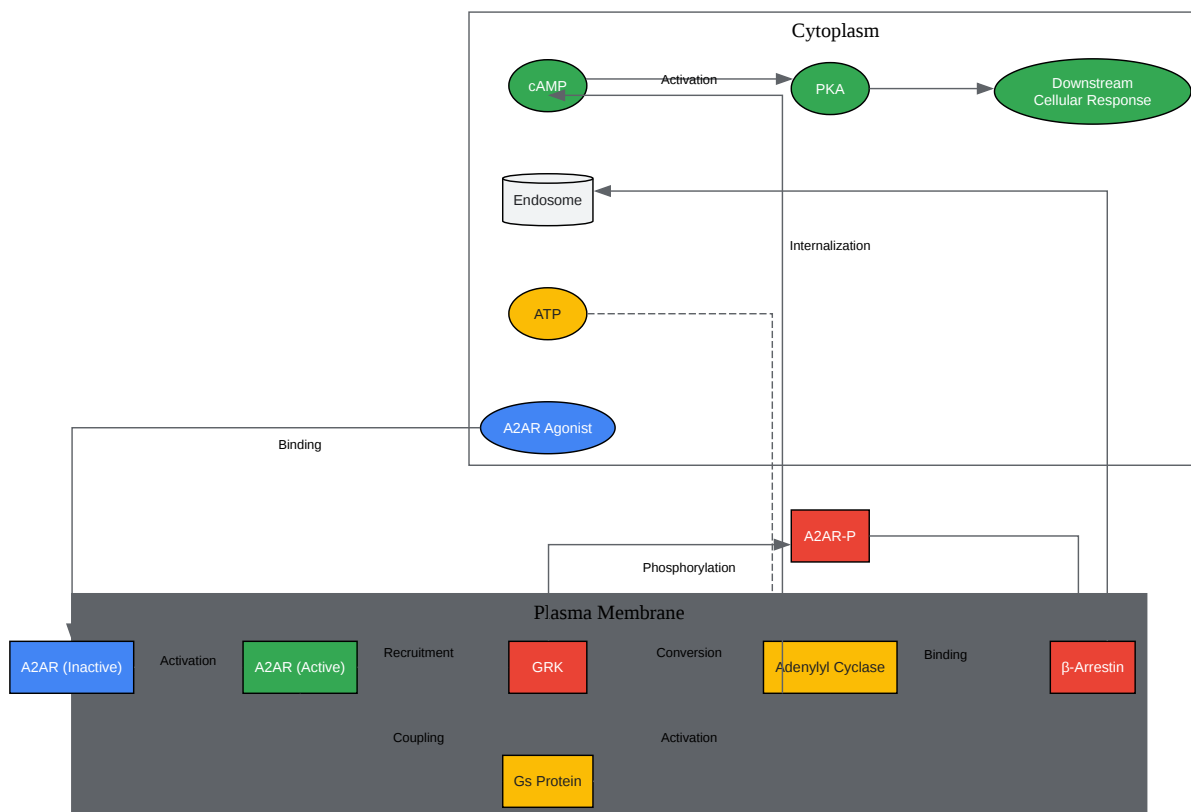 Cytoplasm
cAMP
Activation
PKA
Downstream
Cellular Response
Endosome
Internalization
ATP
A2AR Agonist
Binding
A2AR-P
Phosphorylation
Plasma Membrane
A2AR (Inactive)
Activation
A2AR (Active)
Recruitment
GRK
Conversion
Adenylyl Cyclase
Binding
β-Arrestin
Coupling
Activation
Gs Protein